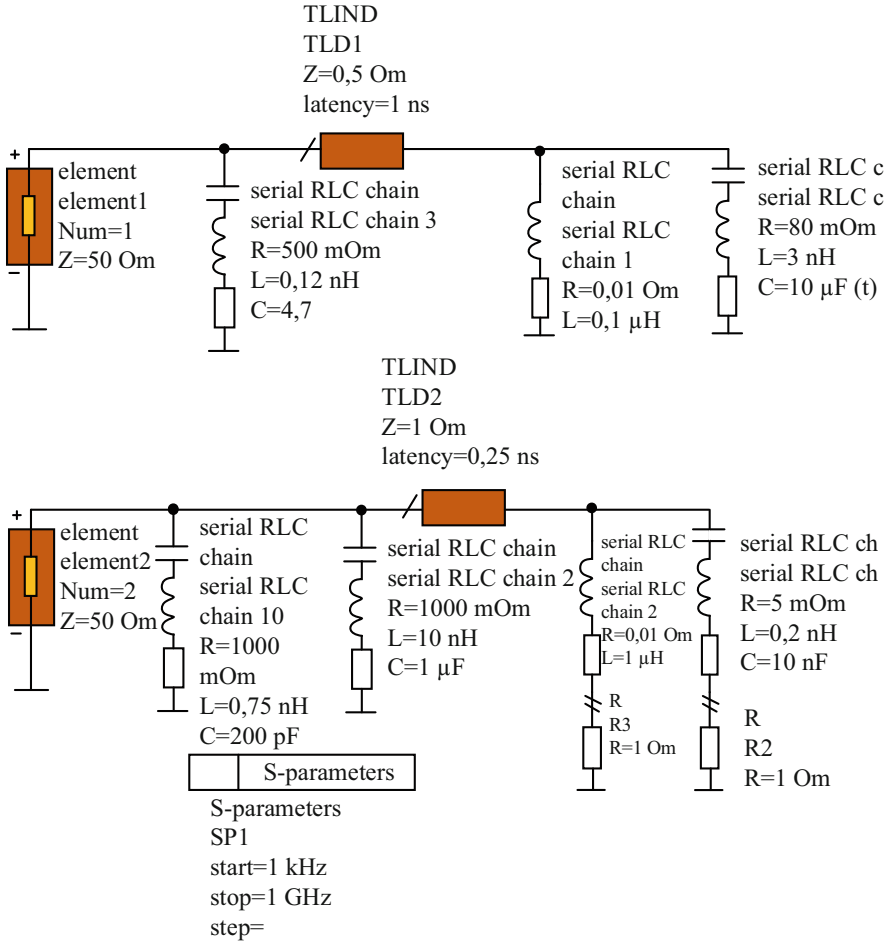 TLIND
TLD1
Z=0,5 Om
latency=1 ns
+
element
element1
Num=1
Z=50 Om
−
serial RLC chain
serial RLC chain 3
R=500 mOm
L=0,12 nH
C=4,7
serial RLC
chain
serial RLC
chain 1
R=0,01 Om
L=0,1 µH
serial RLC c
serial RLC c
R=80 mOm
L=3 nH
C=10 µF (t)
TLIND
TLD2
Z=1 Om
latency=0,25 ns
+
element
element2
Num=2
Z=50 Om
−
serial RLC
chain
serial RLC
chain 10
R=1000
mOm
L=0,75 nH
C=200 pF
serial RLC chain
serial RLC chain 2
R=1000 mOm
L=10 nH
C=1 µF
serial RLC
chain
serial RLC
chain 2
R=0,01 Om
L=1 µH
R
R3
R=1 Om
serial RLC ch
serial RLC ch
R=5 mOm
L=0,2 nH
C=10 nF
R
R2
R=1 Om
S-parameters
S-parameters
SP1
start=1 kHz
stop=1 GHz
step=